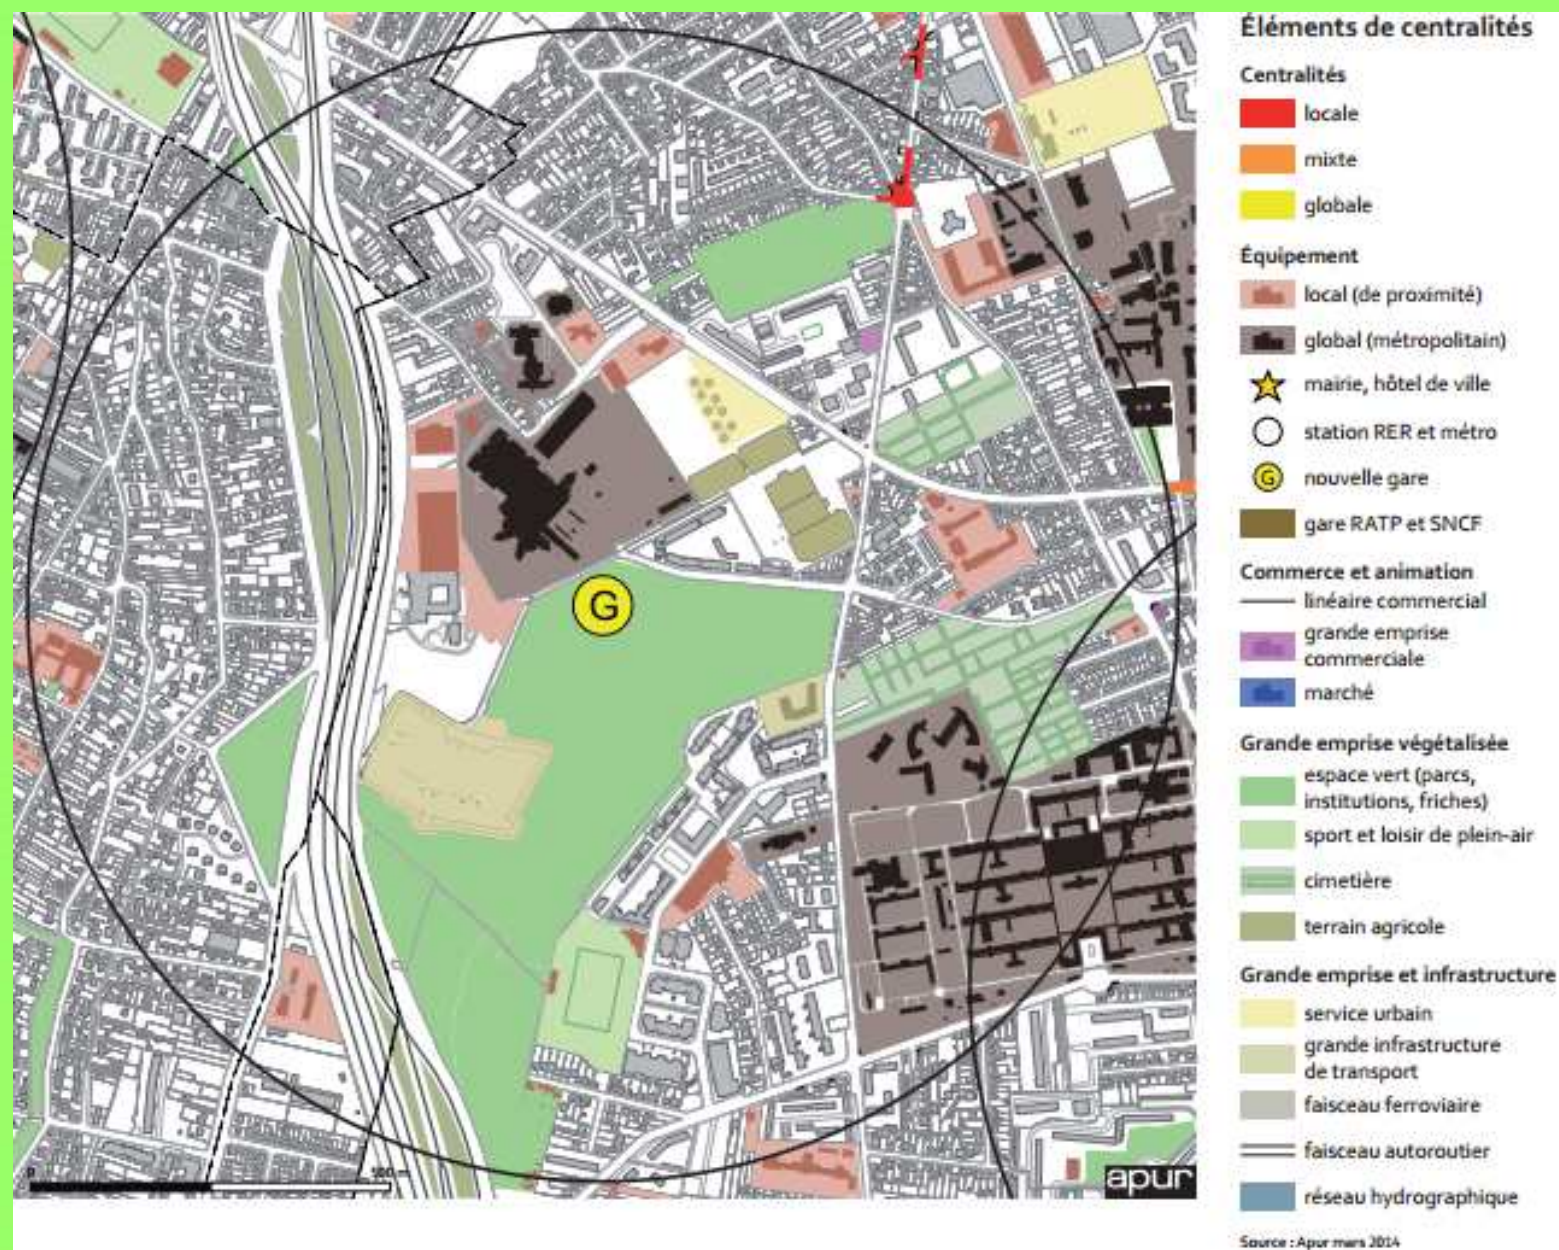 G
0
500 m
apur
Éléments de centralités
Centralités
locale
mixte
globale
Équipement
local (de proximité)
global (métropolitain)
mairie, hôtel de ville
station RER et métro
G nouvelle gare
gare RATP et SNCF
Commerce et animation
linéaire commercial
grande emprise
commerciale
marché
Grande emprise végétalisée
espace vert (parcs,
institutions, friches)
sport et loisir de plein-air
cimetière
terrain agricole
Grande emprise et infrastructure
service urbain
grande infrastructure
de transport
faisceau ferroviaire
faisceau autoroutier
réseau hydrographique
Source : Apur mars 2014